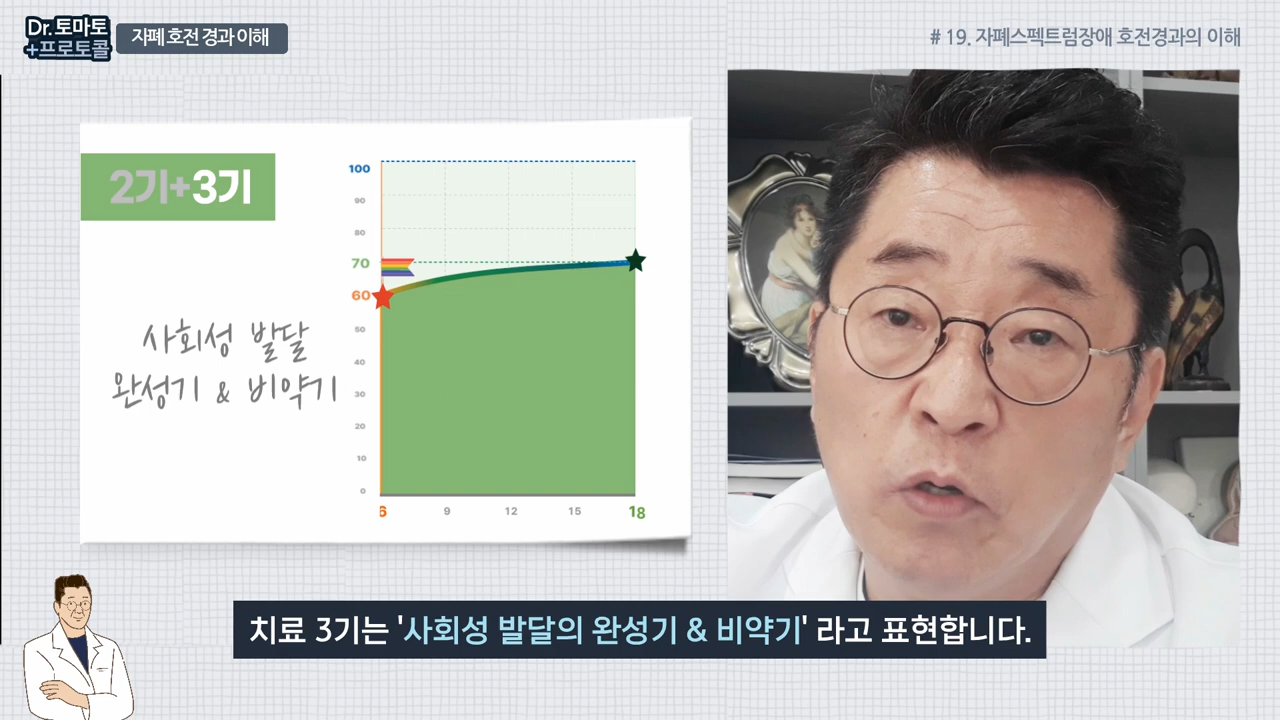 Dr.토마토
+프로토콜
자폐 호전 경과 이해
# 19. 자폐스펙트럼장애 호전경과의 이해
2기+3기
사회성 발달
완성기 & 비약기
100
90
80
70
60
50
40
30
20
10
0
6 9 12 15 18
치료 3기는 '사회성 발달의 완성기 & 비약기' 라고 표현합니다.